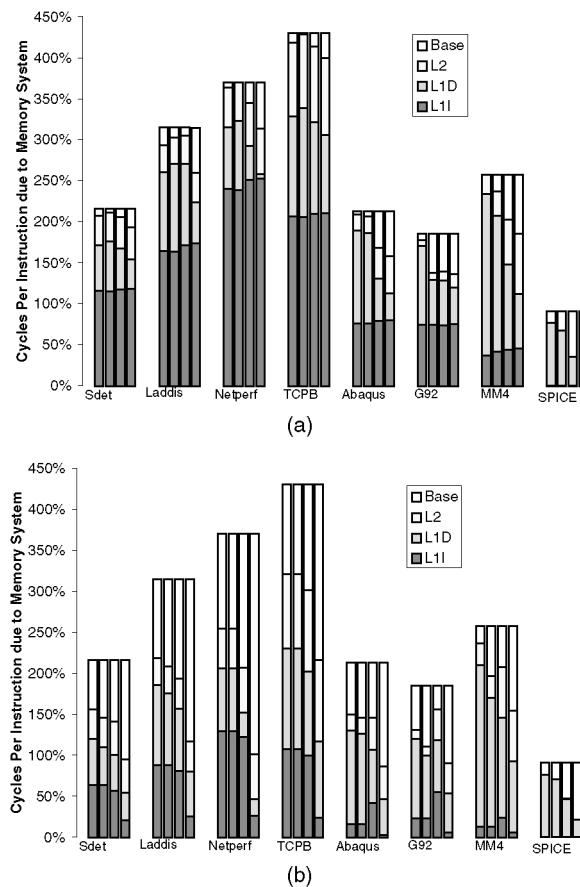 450%
400%
350%
300%
250%
200%
150%
100%
50%
0%
Cycles Per Instruction due to Memory System
Base
L2
L1D
L1I
Sdet
Laddis
Netperf
TCPB
Abaqus
G92
MM4
SPICE
(a)
450%
400%
350%
300%
250%
200%
150%
100%
50%
0%
Cycles Per Instruction due to Memory System
Base
L2
L1D
L1I
Sdet
Laddis
Netperf
TCPB
Abaqus
G92
MM4
SPICE
(b)